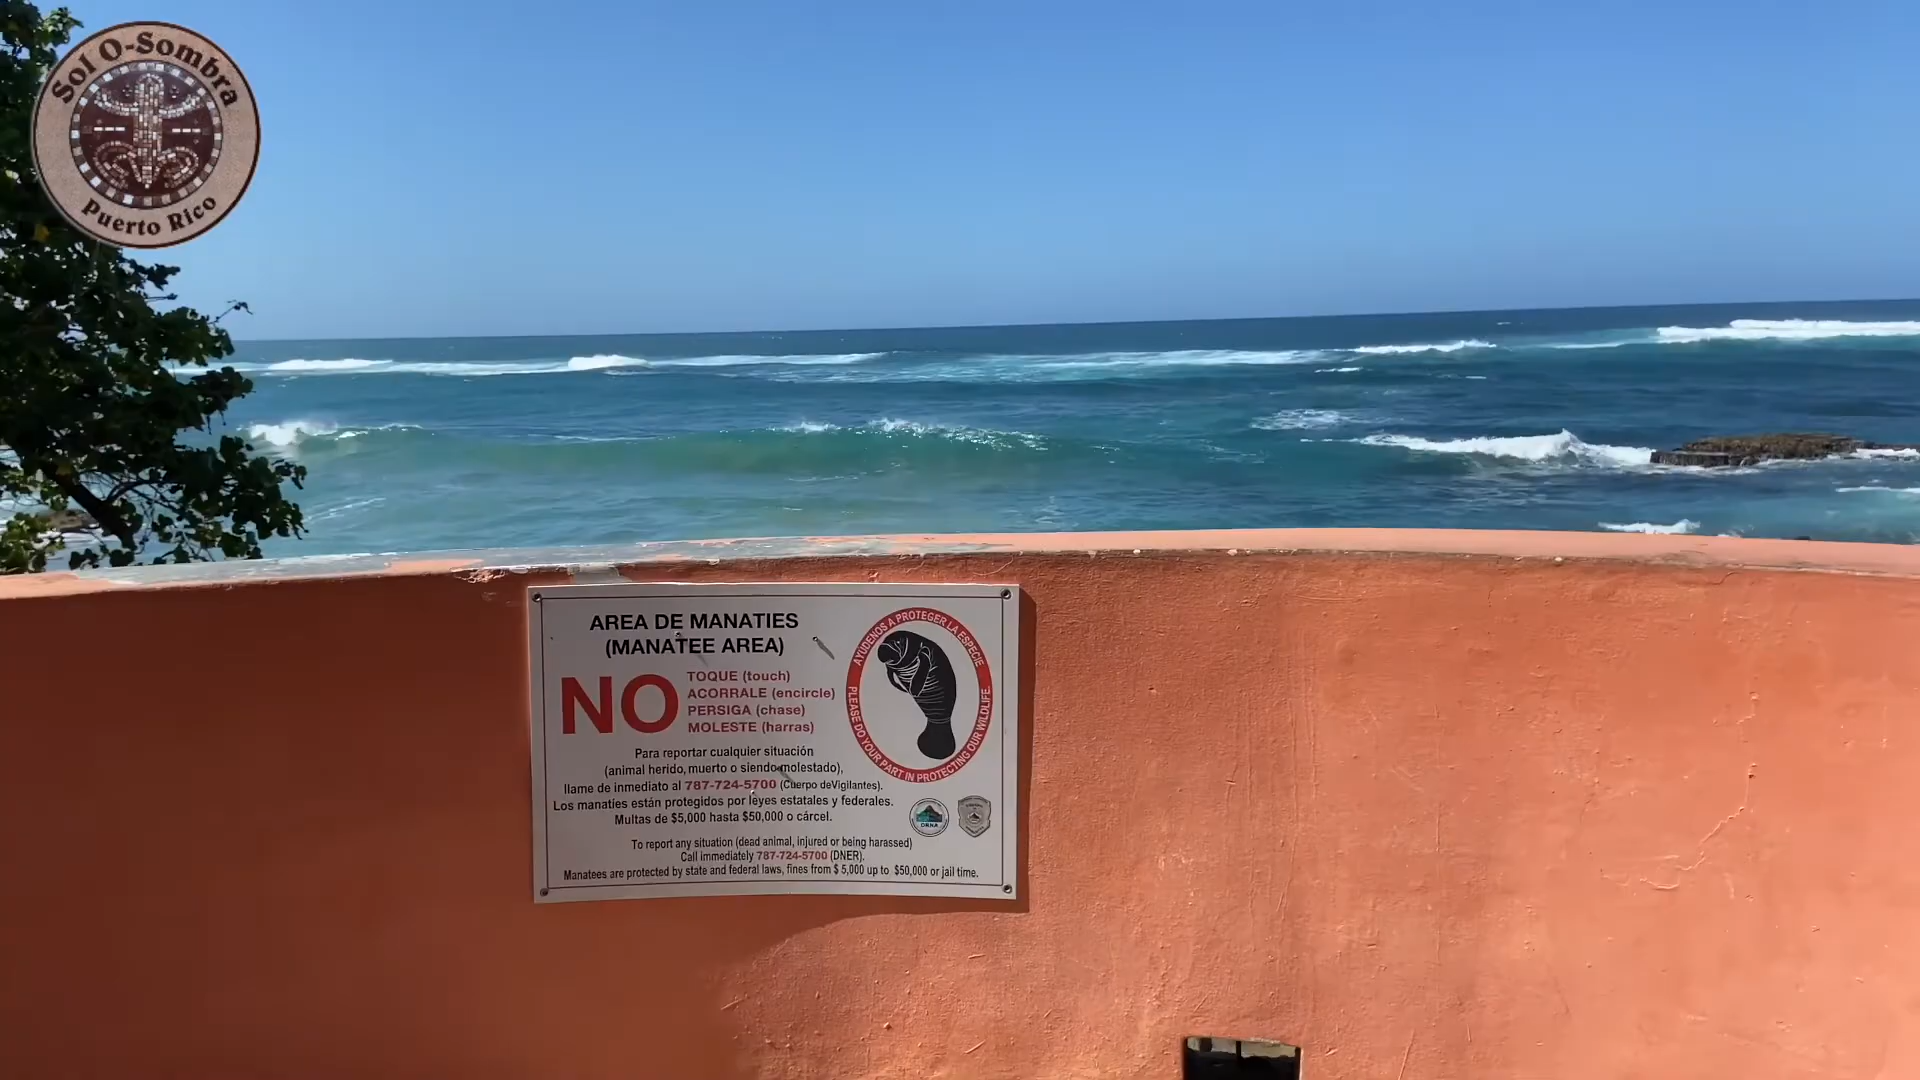 Sol O-Sombra
Puerto Rico
AREA DE MANATIES
(MANATEE AREA)
NO
TOQUE (touch)
ACORRALE (encircle)
PERSIGA (chase)
MOLESTE (harras)
AYUDENOS A PROTEGER LA ESPECIE
PLEASE DO YOUR PART IN PROTECTING OUR WILDLIFE.
Para reportar cualquier situación
(animal herido, muerto o siendo molestado),
llame de inmediato al 787-724-5700 (Cuerpo deVigilantes).
Los manatíes están protegidos por leyes estatales y federales.
Multas de $5,000 hasta $50,000 o cárcel.
DRNA
To report any situation (dead animal, injured or being harassed)
Call immediately 787-724-5700 (DNER).
Manatees are protected by state and federal laws, fines from $ 5,000 up to $50,000 or jail time.